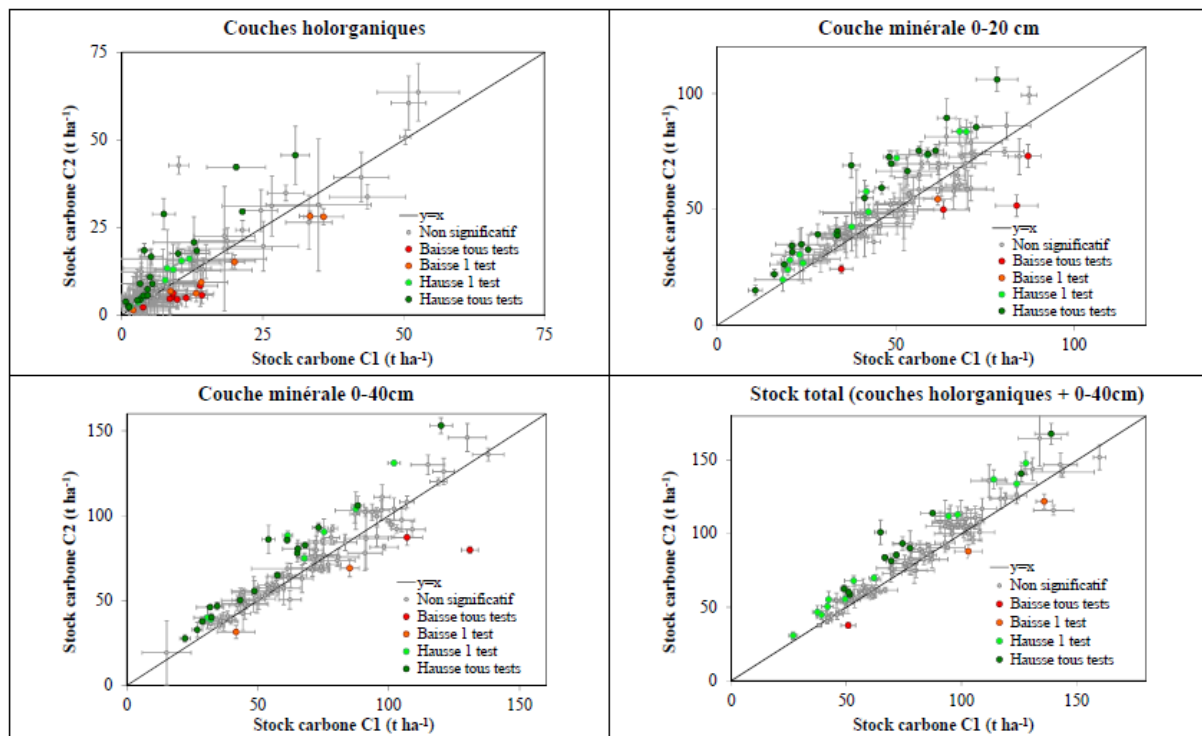 Couches holorganiques
75
50
25
0
0
25
50
75
Stock carbone C2 (t ha⁻¹)
Stock carbone C1 (t ha⁻¹)
y=x
Non significatif
Baisse tous tests
Baisse 1 test
Hausse 1 test
Hausse tous tests
Couche minérale 0-20 cm
100
50
0
0
50
100
Stock carbone C2 (t ha⁻¹)
Stock carbone C1 (t ha⁻¹)
y=x
Non significatif
Baisse tous tests
Baisse 1 test
Hausse 1 test
Hausse tous tests
Couche minérale 0-40cm
150
100
50
0
0
50
100
150
Stock carbone C2 (t ha⁻¹)
Stock carbone C1 (t ha⁻¹)
y=x
Non significatif
Baisse tous tests
Baisse 1 test
Hausse 1 test
Hausse tous tests
Stock total (couches holorganiques + 0-40cm)
150
100
50
0
0
50
100
150
Stock carbone C2 (t ha⁻¹)
Stock carbone C1 (t ha⁻¹)
y=x
Non significatif
Baisse tous tests
Baisse 1 test
Hausse 1 test
Hausse tous tests